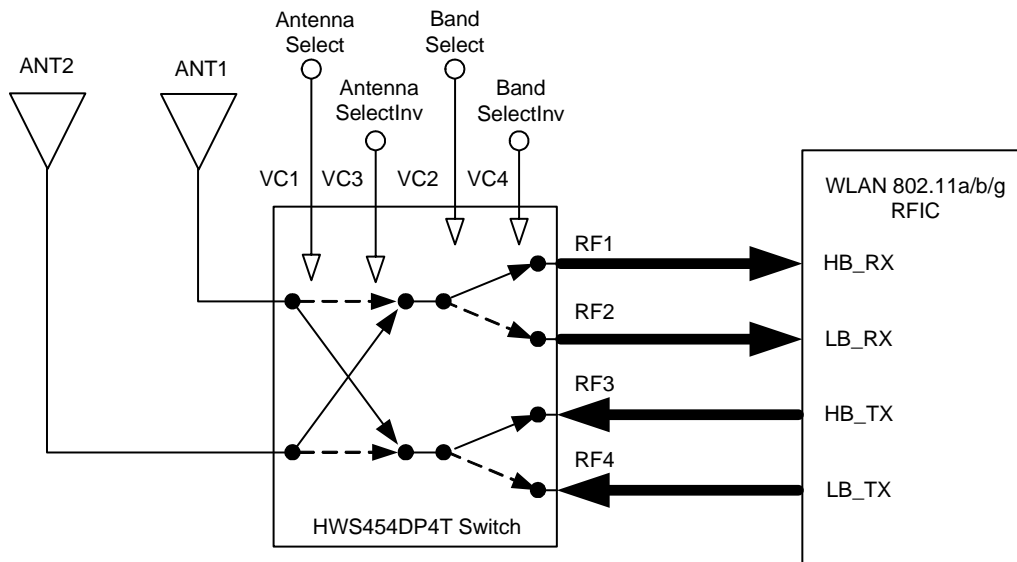 Antenna
Select
Band
Select
ANT2
ANT1
Antenna
SelectInv
Band
SelectInv
VC1
VC3
VC2
VC4
WLAN 802.11a/b/g
RFIC
RF1
HB_RX
RF2
LB_RX
RF3
HB_TX
RF4
LB_TX
HWS454DP4T Switch